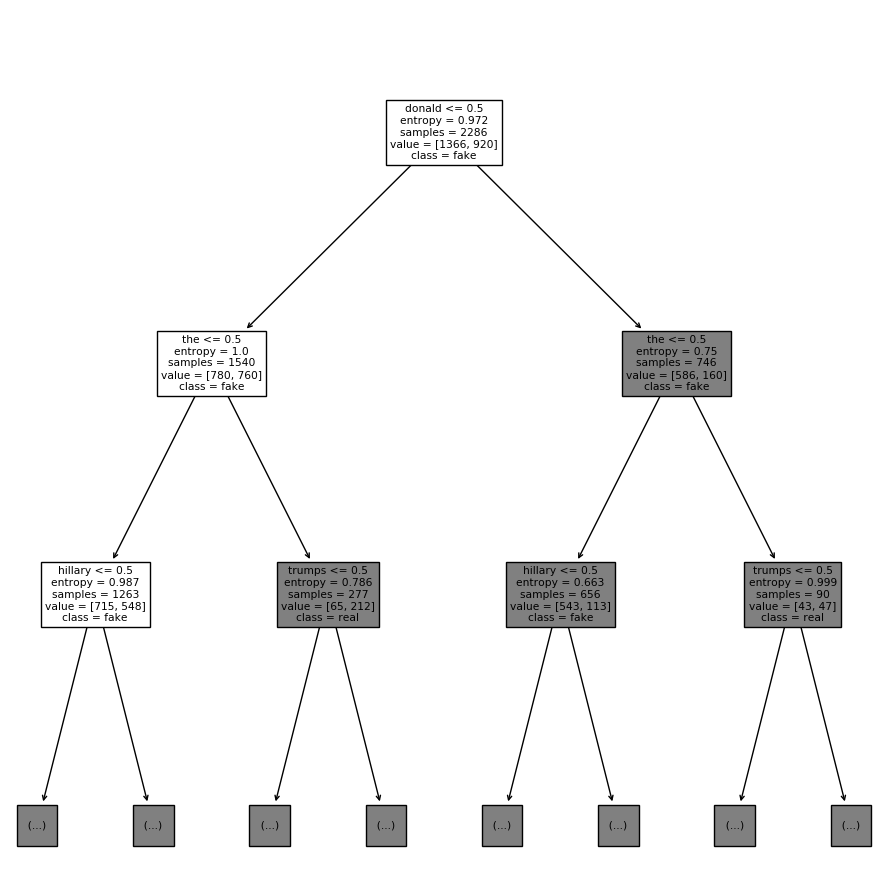 donald <= 0.5
entropy = 0.972
samples = 2286
value = [1366, 920]
class = fake
the <= 0.5
entropy = 1.0
samples = 1540
value = [780, 760]
class = fake
the <= 0.5
entropy = 0.75
samples = 746
value = [586, 160]
class = fake
hillary <= 0.5
entropy = 0.987
samples = 1263
value = [715, 548]
class = fake
trumps <= 0.5
entropy = 0.786
samples = 277
value = [65, 212]
class = real
hillary <= 0.5
entropy = 0.663
samples = 656
value = [543, 113]
class = fake
trumps <= 0.5
entropy = 0.999
samples = 90
value = [43, 47]
class = real
(...)
(...)
(...)
(...)
(...)
(...)
(...)
(...)